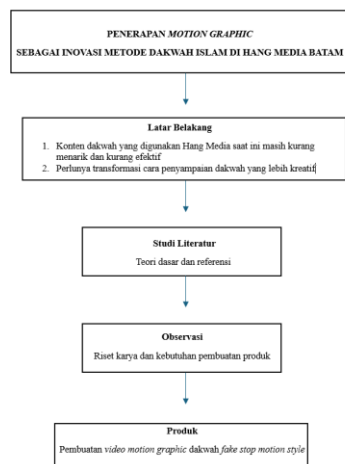 PENERAPAN MOTION GRAPHIC
SEBAGAI INOVASI METODE DAKWAH ISLAM DI HANG MEDIA BATAM
Latar Belakang
1. Konten dakwah yang digunakan Hang Media saat ini masih kurang
menarik dan kurang efektif
2. Perlunya transformasi cara penyampaian dakwah yang lebih kreatif
Studi Literatur
Teori dasar dan referensi
Observasi
Riset karya dan kebutuhan pembuatan produk
Produk
Pembuatan video motion graphic dakwah fake stop motion style